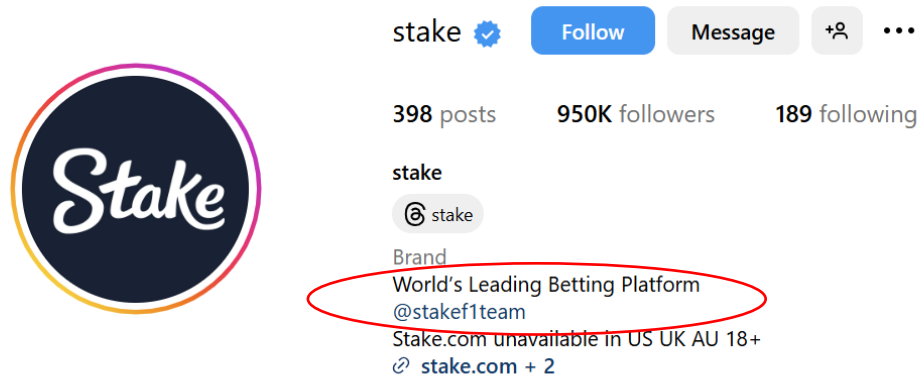 Stake
stake
Follow
Message
398 posts
950K followers
189 following
stake
stake
Brand
World's Leading Betting Platform
@stakef1team
Stake.com unavailable in US UK AU 18+
stake.com + 2